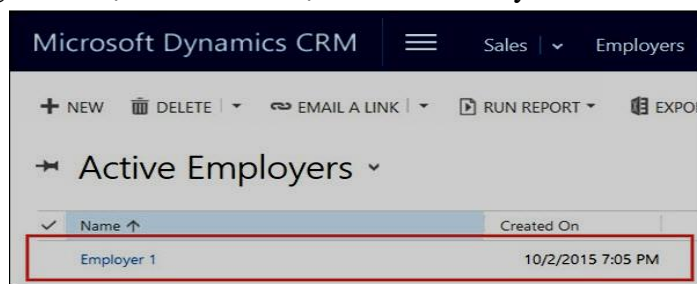 Microsoft Dynamics CRM Sales Employers
NEW DELETE EMAIL A LINK RUN REPORT
Active Employers
Name ↑ Created On
Employer 1 10/2/2015 7:05 PM